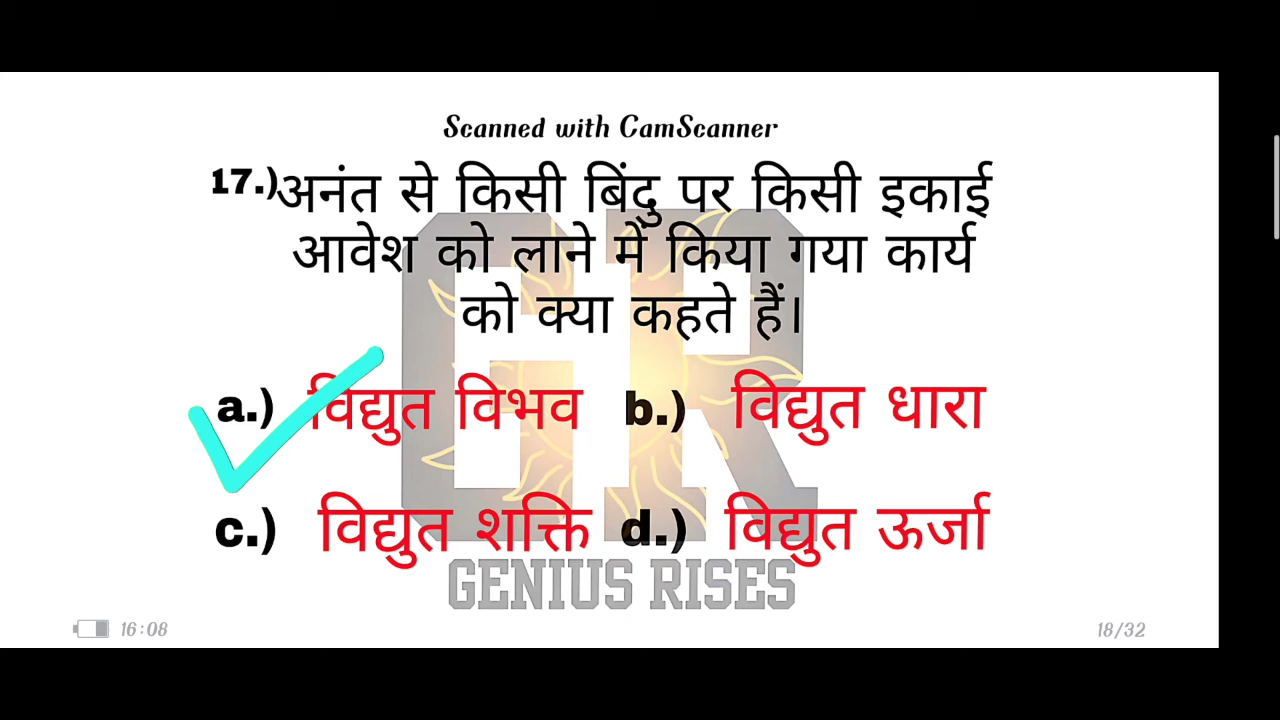 Scanned with CamScanner
17.) अनंत से किसी बिंदु पर किसी इकाई
आवेश को लाने में किया गया कार्य
को क्या कहते हैं।
a.) विद्युत विभव b.) विद्युत धारा
c.) विद्युत शक्ति d.) विद्युत ऊर्जा
GR
GENIUS RISES
16:08 18/32